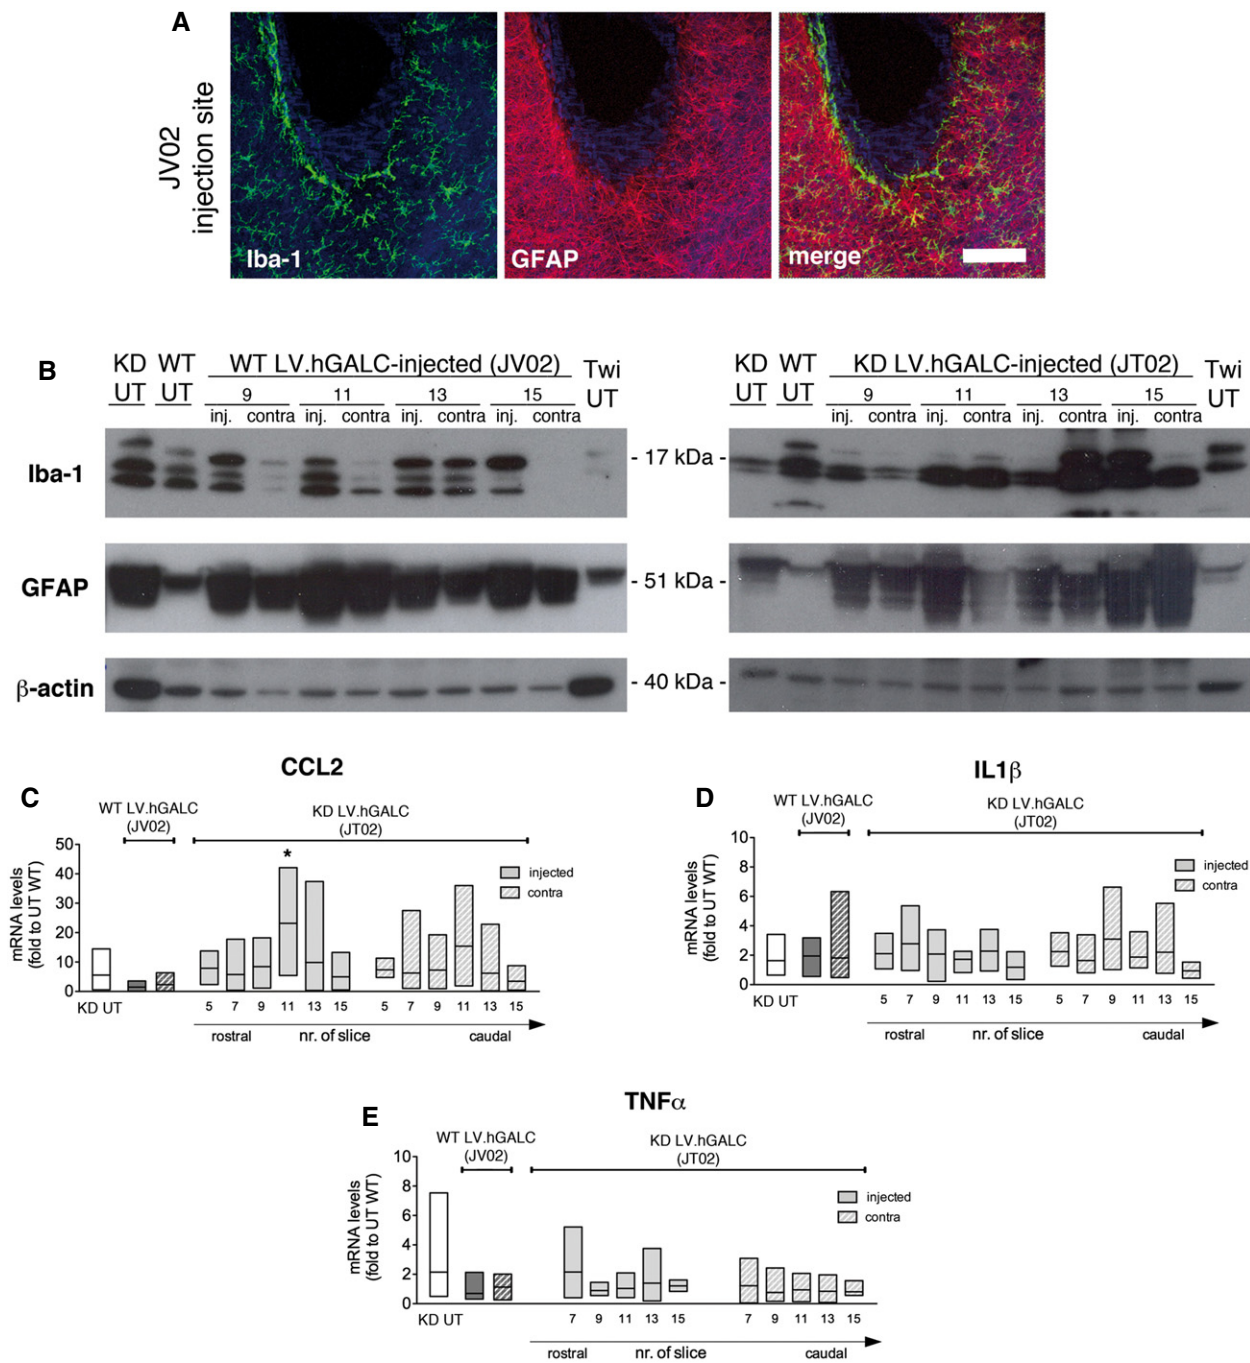 A
JV02
injection site
Iba-1
GFAP
merge
B
KD UT
WT UT
WT LV.hGALC-injected (JV02)
9 11 13 15
inj. contra inj. contra inj. contra inj. contra
Twi UT
KD UT
WT UT
KD LV.hGALC-injected (JT02)
9 11 13 15
inj. contra inj. contra inj. contra inj. contra
Twi UT
Iba-1
- 17 kDa -
GFAP
- 51 kDa -
β-actin
- 40 kDa -
C
CCL2
WT LV.hGALC
(JV02)
KD LV.hGALC
(JT02)
mRNA levels
(fold to UT WT)
50
40
30
20
10
0
*
injected
contra
KD UT
5 7 9 11 13 15 5 7 9 11 13 15
rostral nr. of slice caudal
D
IL1β
WT LV.hGALC
(JV02)
KD LV.hGALC
(JT02)
mRNA levels
(fold to UT WT)
10
8
6
4
2
0
injected
contra
KD UT
5 7 9 11 13 15 5 7 9 11 13 15
rostral nr. of slice caudal
E
TNFα
WT LV.hGALC
(JV02)
KD LV.hGALC
(JT02)
mRNA levels
(fold to UT WT)
10
8
6
4
2
0
injected
contra
KD UT
7 9 11 13 15 7 9 11 13 15
rostral nr. of slice caudal